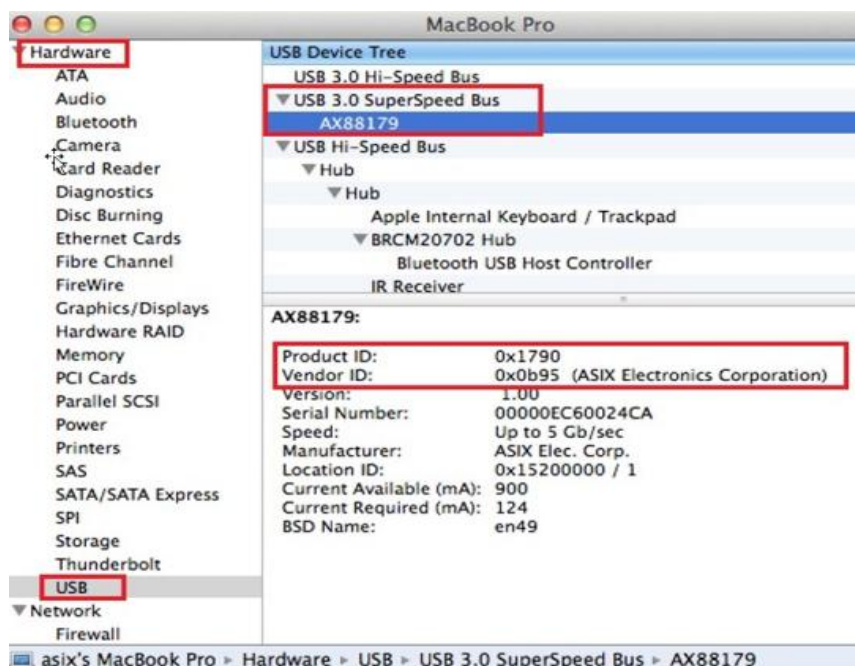 MacBook Pro
Hardware
ATA
Audio
Bluetooth
Camera
Card Reader
Diagnostics
Disc Burning
Ethernet Cards
Fibre Channel
FireWire
Graphics/Displays
Hardware RAID
Memory
PCI Cards
Parallel SCSI
Power
Printers
SAS
SATA/SATA Express
SPI
Storage
Thunderbolt
USB
Network
Firewall
USB Device Tree
USB 3.0 Hi-Speed Bus
USB 3.0 SuperSpeed Bus
AX88179
USB Hi-Speed Bus
Hub
Hub
Apple Internal Keyboard / Trackpad
BRCM20702 Hub
Bluetooth USB Host Controller
IR Receiver
AX88179:
Product ID: 0x1790
Vendor ID: 0x0b95 (ASIX Electronics Corporation)
Version: 1.00
Serial Number: 00000EC60024CA
Speed: Up to 5 Gb/sec
Manufacturer: ASIX Elec. Corp.
Location ID: 0x15200000 / 1
Current Available (mA): 900
Current Required (mA): 124
BSD Name: en49
asix's MacBook Pro ▸ Hardware ▸ USB ▸ USB 3.0 SuperSpeed Bus ▸ AX88179